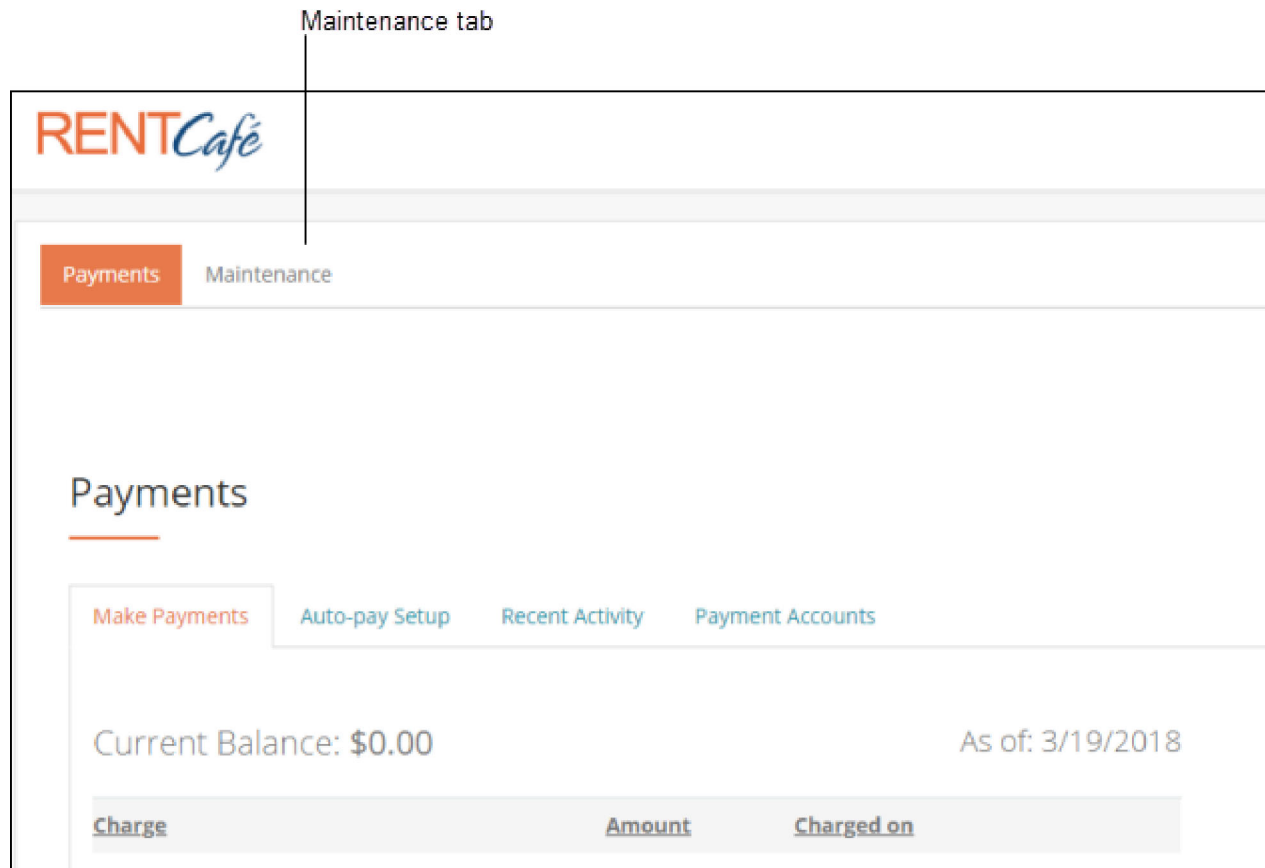 Maintenance tab
RENTCafé
Payments Maintenance
Payments
Make Payments Auto-pay Setup Recent Activity Payment Accounts
Current Balance: $0.00 As of: 3/19/2018
Charge Amount Charged on